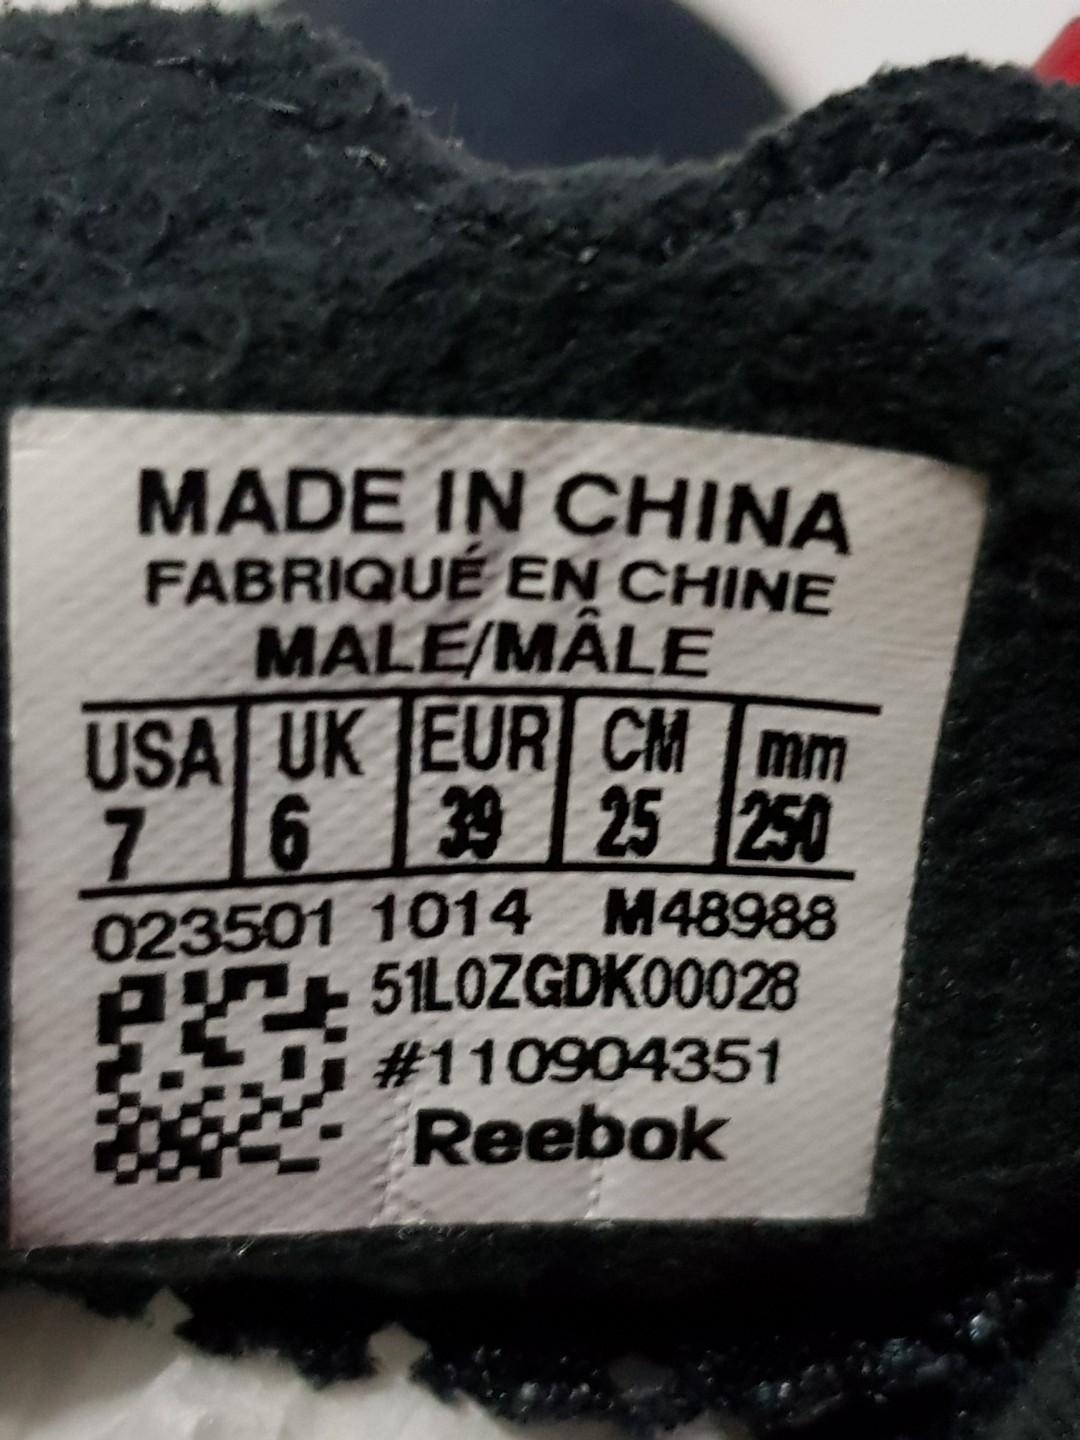 MADE IN CHINA
FABRIQUÉ EN CHINE
MALE/MÂLE
USA UK EUR CM mm
7 6 39 25 250
023501 1014 M48988
51L0ZGDK00028
#110904351
Reebok